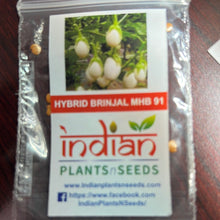 HYBRID BRINJAL MHB 91
indian
PLANTSnSEEDS
www.indianplantsnseeds.com
https://www.facebook.com/
IndianPlantsNSeeds/